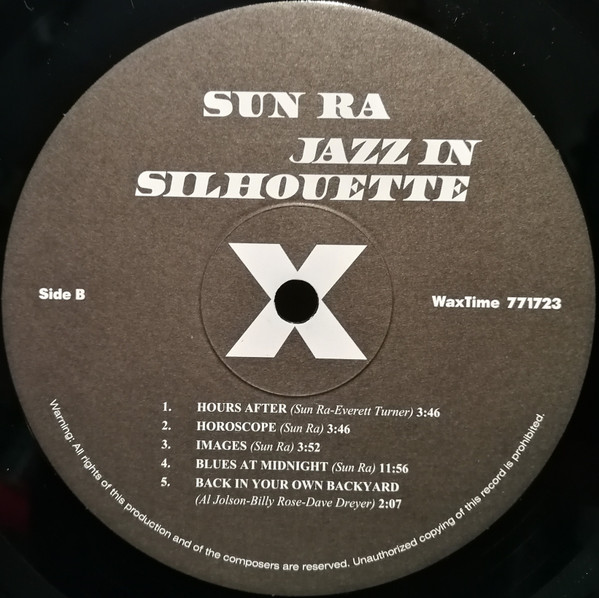 SUN RA
JAZZ IN
SILHOUETTE
X
Side B
WaxTime 771723
1. HOURS AFTER (Sun Ra-Everett Turner) 3:46
2. HOROSCOPE (Sun Ra) 3:46
3. IMAGES (Sun Ra) 3:52
4. BLUES AT MIDNIGHT (Sun Ra) 11:56
5. BACK IN YOUR OWN BACKYARD
(Al Jolson-Billy Rose-Dave Dreyer) 2:07
Warning: All rights of this production and of the composers are reserved. Unauthorized copying of this record is prohibited.